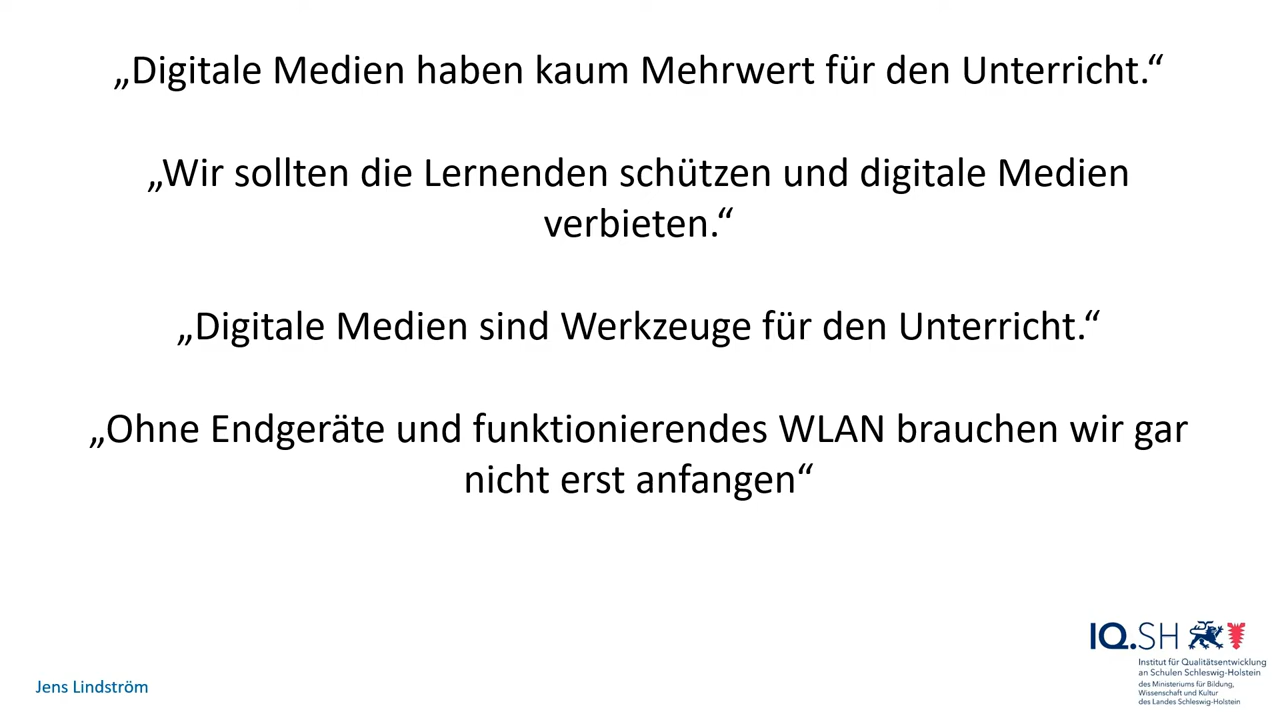 „Digitale Medien haben kaum Mehrwert für den Unterricht.“
„Wir sollten die Lernenden schützen und digitale Medien
verbieten.“
„Digitale Medien sind Werkzeuge für den Unterricht.“
„Ohne Endgeräte und funktionierendes WLAN brauchen wir gar
nicht erst anfangen“
IQ.SH
Institut für Qualitätsentwicklung
an Schulen Schleswig-Holstein
des Ministeriums für Bildung,
Wissenschaft und Kultur
des Landes Schleswig-Holstein
Jens Lindström